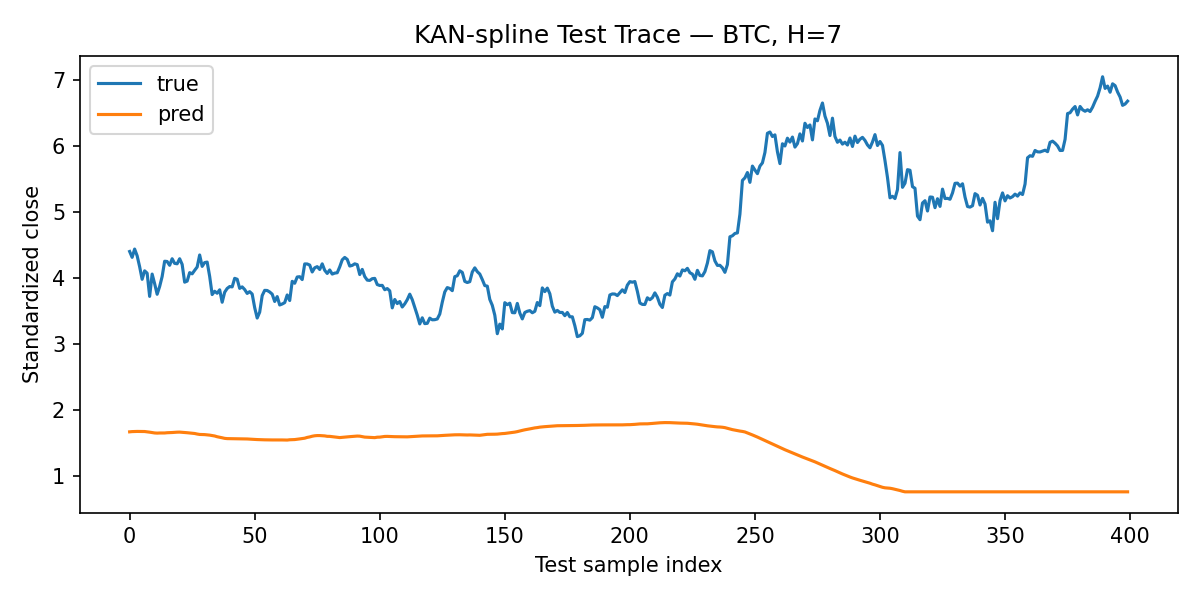 KAN-spline Test Trace — BTC, H=7
true
pred
Standardized close
7
6
5
4
3
2
1
0 50 100 150 200 250 300 350 400
Test sample index